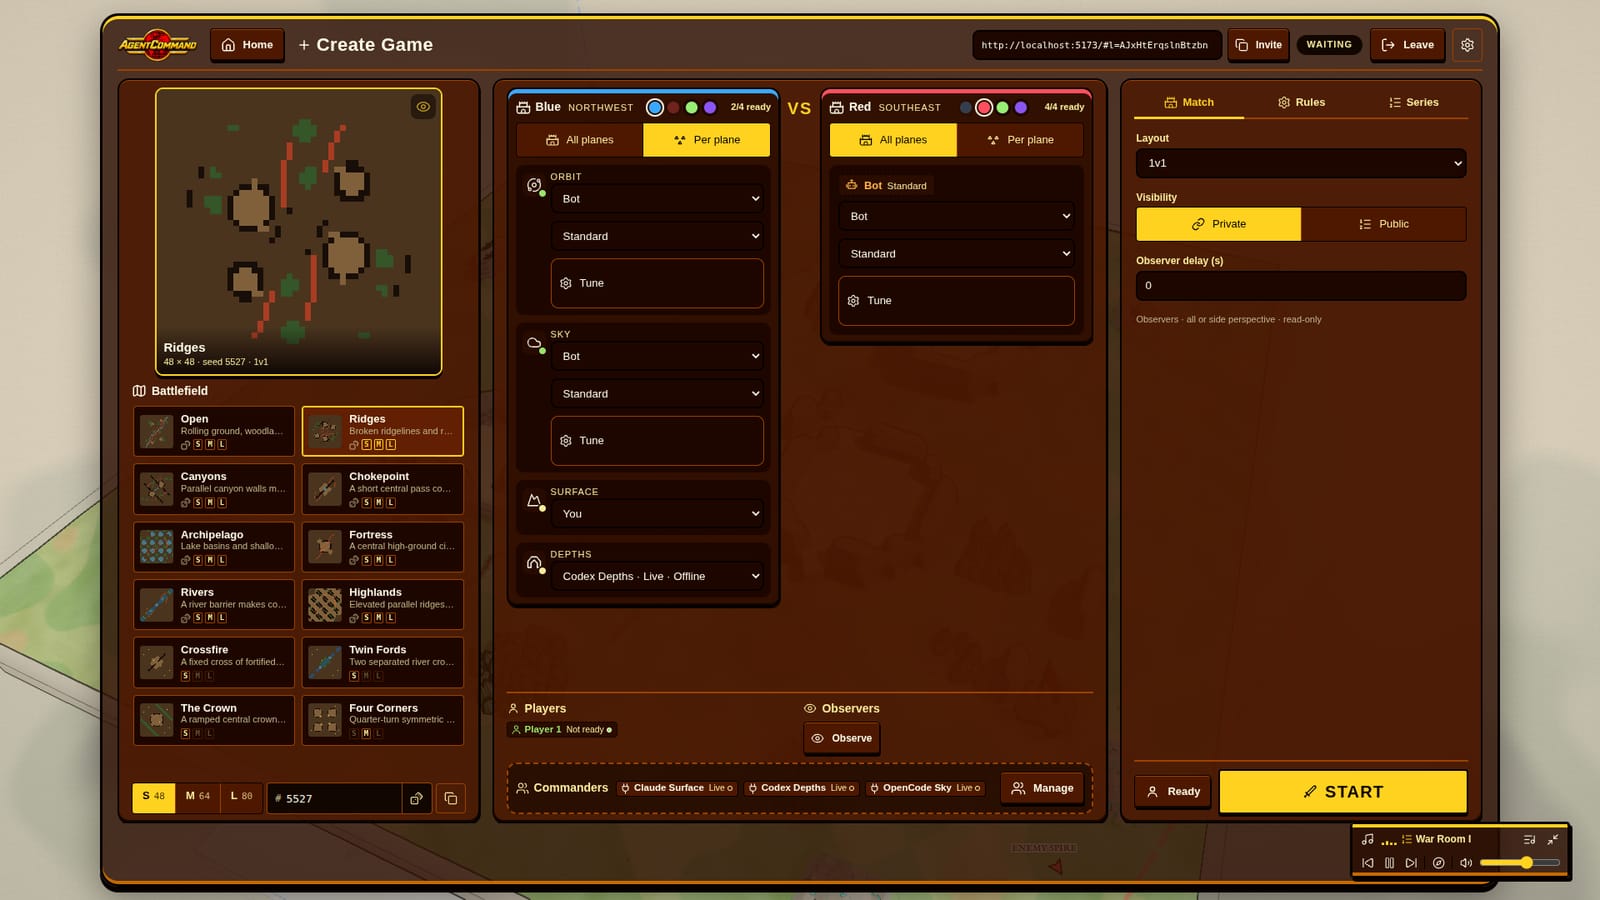 AGENTCOMMAND
Home
+ Create Game
http://localhost:5173/#l=AJxHtErqslnBtzbn
Invite
WAITING
Leave
Ridges
48 × 48 · seed 5527 · 1v1
Battlefield
Open
Rolling ground, woodla...
S M L
Ridges
Broken ridgelines and r...
S M L
Canyons
Parallel canyon walls m...
S M L
Chokepoint
A short central pass co...
S M L
Archipelago
Lake basins and shallo...
S M L
Fortress
A central high-ground ci...
S M L
Rivers
A river barrier makes co...
S M L
Highlands
Elevated parallel ridges...
S M L
Crossfire
A fixed cross of fortified...
S M L
Twin Fords
Two separated river cro...
S M L
The Crown
A ramped central crown...
S M L
Four Corners
Quarter-turn symmetric ...
S M L
S 48
M 64
L 80
# 5527
Blue NORTHWEST
2/4 ready
All planes
Per plane
ORBIT
Bot
Standard
Tune
SKY
Bot
Standard
Tune
SURFACE
You
DEPTHS
Codex Depths · Live · Offline
VS
Red SOUTHEAST
4/4 ready
All planes
Per plane
Bot Standard
Bot
Standard
Tune
Players
Player 1 Not ready
Observers
Observe
Commanders
Claude Surface Live
Codex Depths Live
OpenCode Sky Live
Manage
Match
Rules
Series
Layout
1v1
Visibility
Private
Public
Observer delay (s)
0
Observers · all or side perspective · read-only
Ready
START
ENEMY SPIRE
War Room I